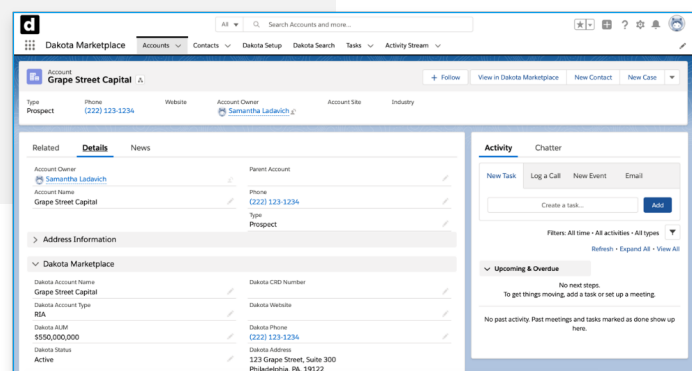 d
All
Search Accounts and more...
Dakota Marketplace Accounts Contacts Dakota Setup Dakota Search Tasks Activity Stream
Account
Grape Street Capital
+ Follow View in Dakota Marketplace New Contact New Case
Type Phone Website Account Owner Account Site Industry
Prospect (222) 123-1234 Samantha Ladavich
Related Details News
Account Owner Parent Account
Samantha Ladavich
Account Name Phone
Grape Street Capital (222) 123-1234
Type
Prospect
Address Information
Dakota Marketplace
Dakota Account Name Dakota CRD Number
Grape Street Capital
Dakota Account Type Dakota Website
RIA
Dakota AUM Dakota Phone
$550,000,000 (222) 123-1234
Dakota Status Dakota Address
Active 123 Grape Street, Suite 300
Philadelphia, PA, 19122
Activity Chatter
New Task Log a Call New Event Email
Create a task... Add
Filters: All time • All activities • All types
Refresh • Expand All • View All
Upcoming & Overdue
No next steps.
To get things moving, add a task or set up a meeting.
No past activity. Past meetings and tasks marked as done show up
here.